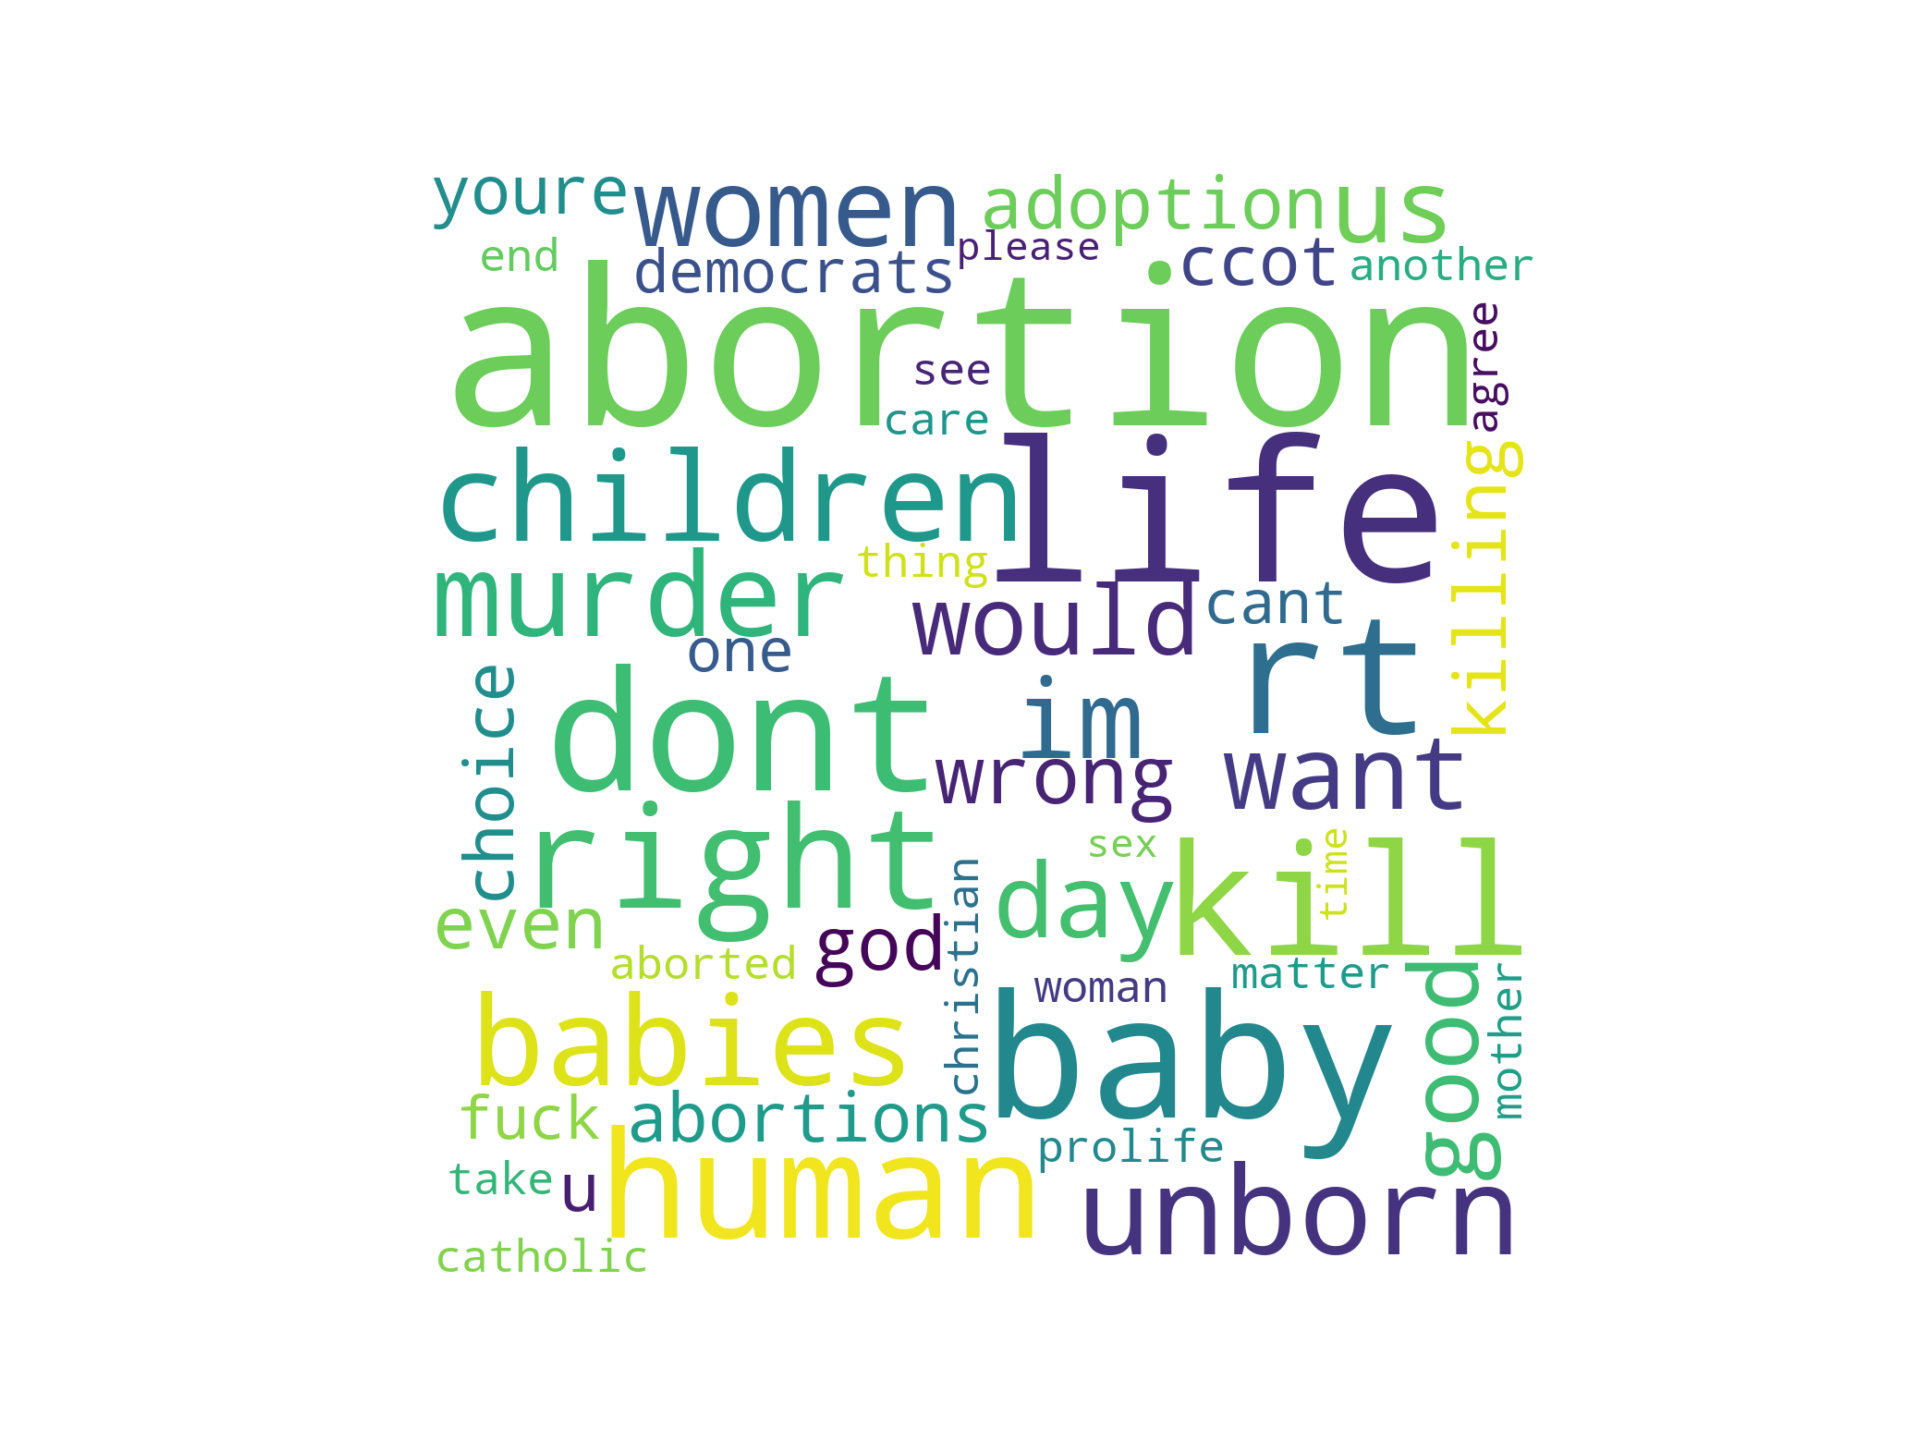 youre
women
adoption
us
end
democrats
please
ccot
another
abortion
agree
see
care
children
life
killing
murder
thing
would
cant
one
rt
choice
dont
im
wrong
want
right
sex
time
kill
even
day
god
christian
aborted
woman
matter
good
mother
babies
baby
fuck
abortions
prolife
take
u
human
unborn
catholic